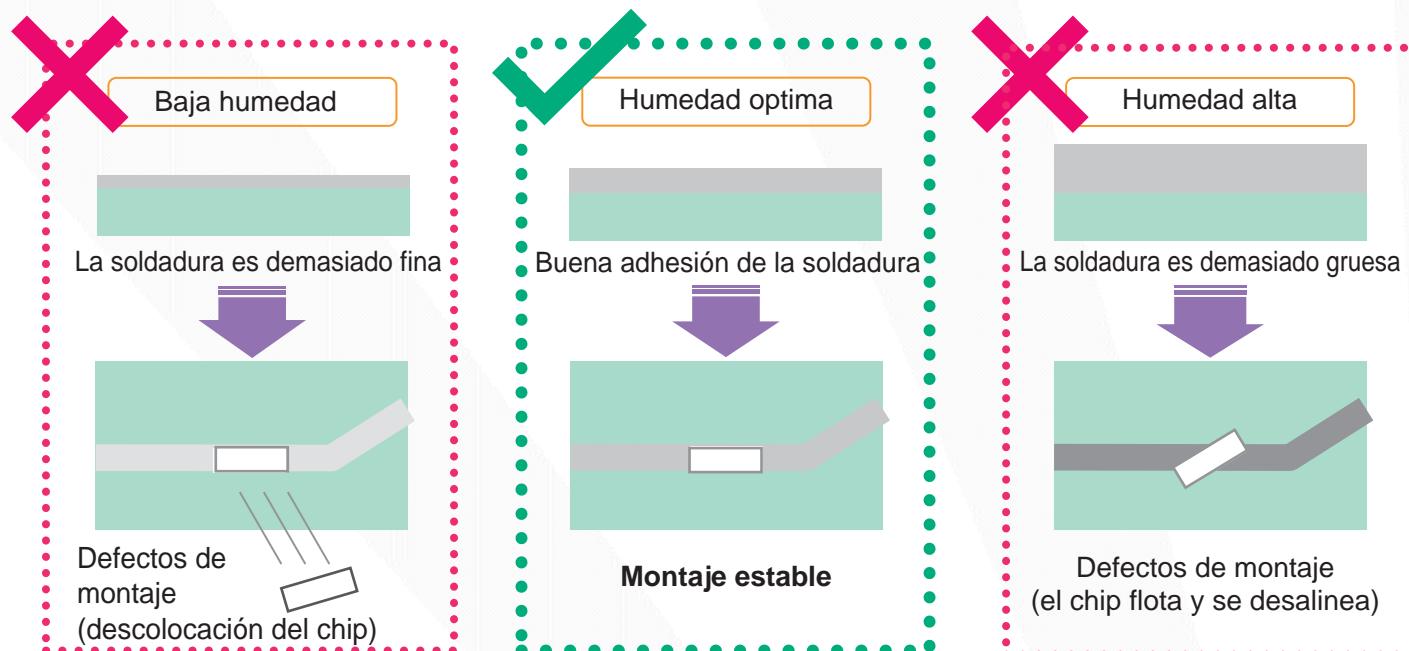 Baja humedad
La soldadura es demasiado fina
Defectos de
montaje
(descolocación del chip)
Humedad optima
Buena adhesión de la soldadura
Montaje estable
Humedad alta
La soldadura es demasiado gruesa
Defectos de montaje
(el chip flota y se desalinea)